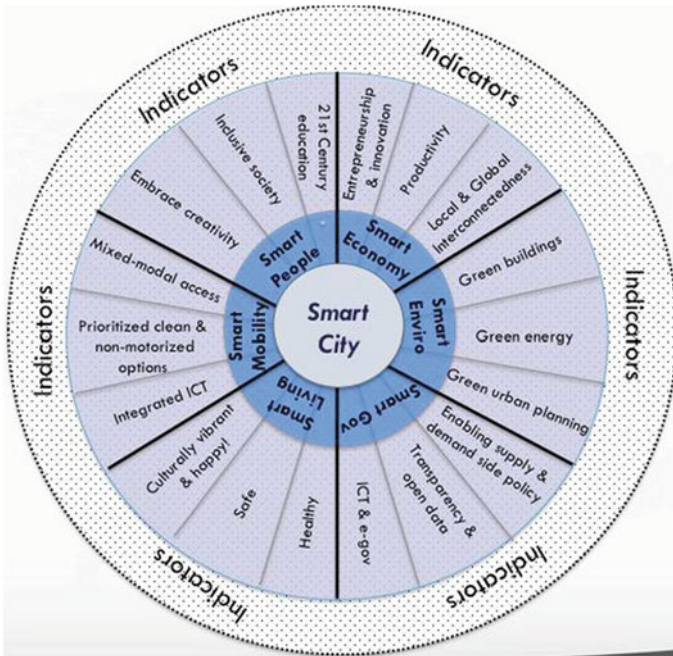 Smart
City
Smart
Economy
Smart
Enviro
Smart Gov
Smart
Living
Smart
Mobility
Smart
People
Entrepreneurship
& innovation
Productivity
Local & Global
Interconnectedness
Green buildings
Green energy
Green urban planning
Enabling supply &
demand side policy
Transparency &
open data
ICT & e-gov
Healthy
Safe
Culturally vibrant
& happy!
Integrated ICT
Prioritized clean &
non-motorized
options
Mixed-modal access
Embrace creativity
Inclusive society
21st Century
education
Indicators
Indicators
Indicators
Indicators
Indicators
Indicators